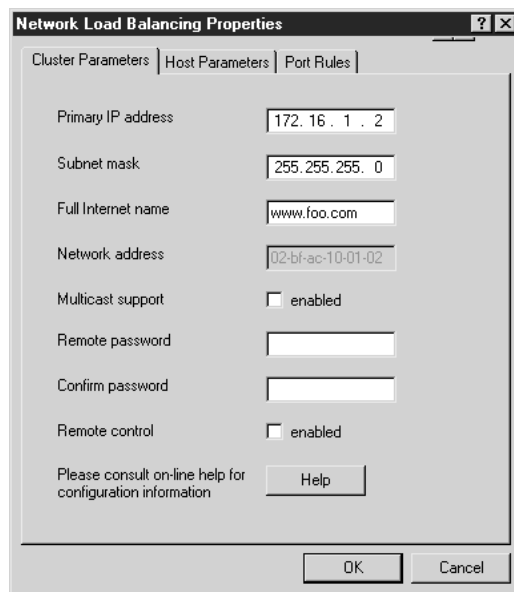 Network Load Balancing Properties
Cluster Parameters Host Parameters Port Rules
Primary IP address 172. 16 . 1 . 2
Subnet mask 255.255.255. 0
Full Internet name www.foo.com
Network address 02-bf-ac-10-01-02
Multicast support enabled
Remote password
Confirm password
Remote control enabled
Please consult on-line help for
configuration information
Help
OK Cancel